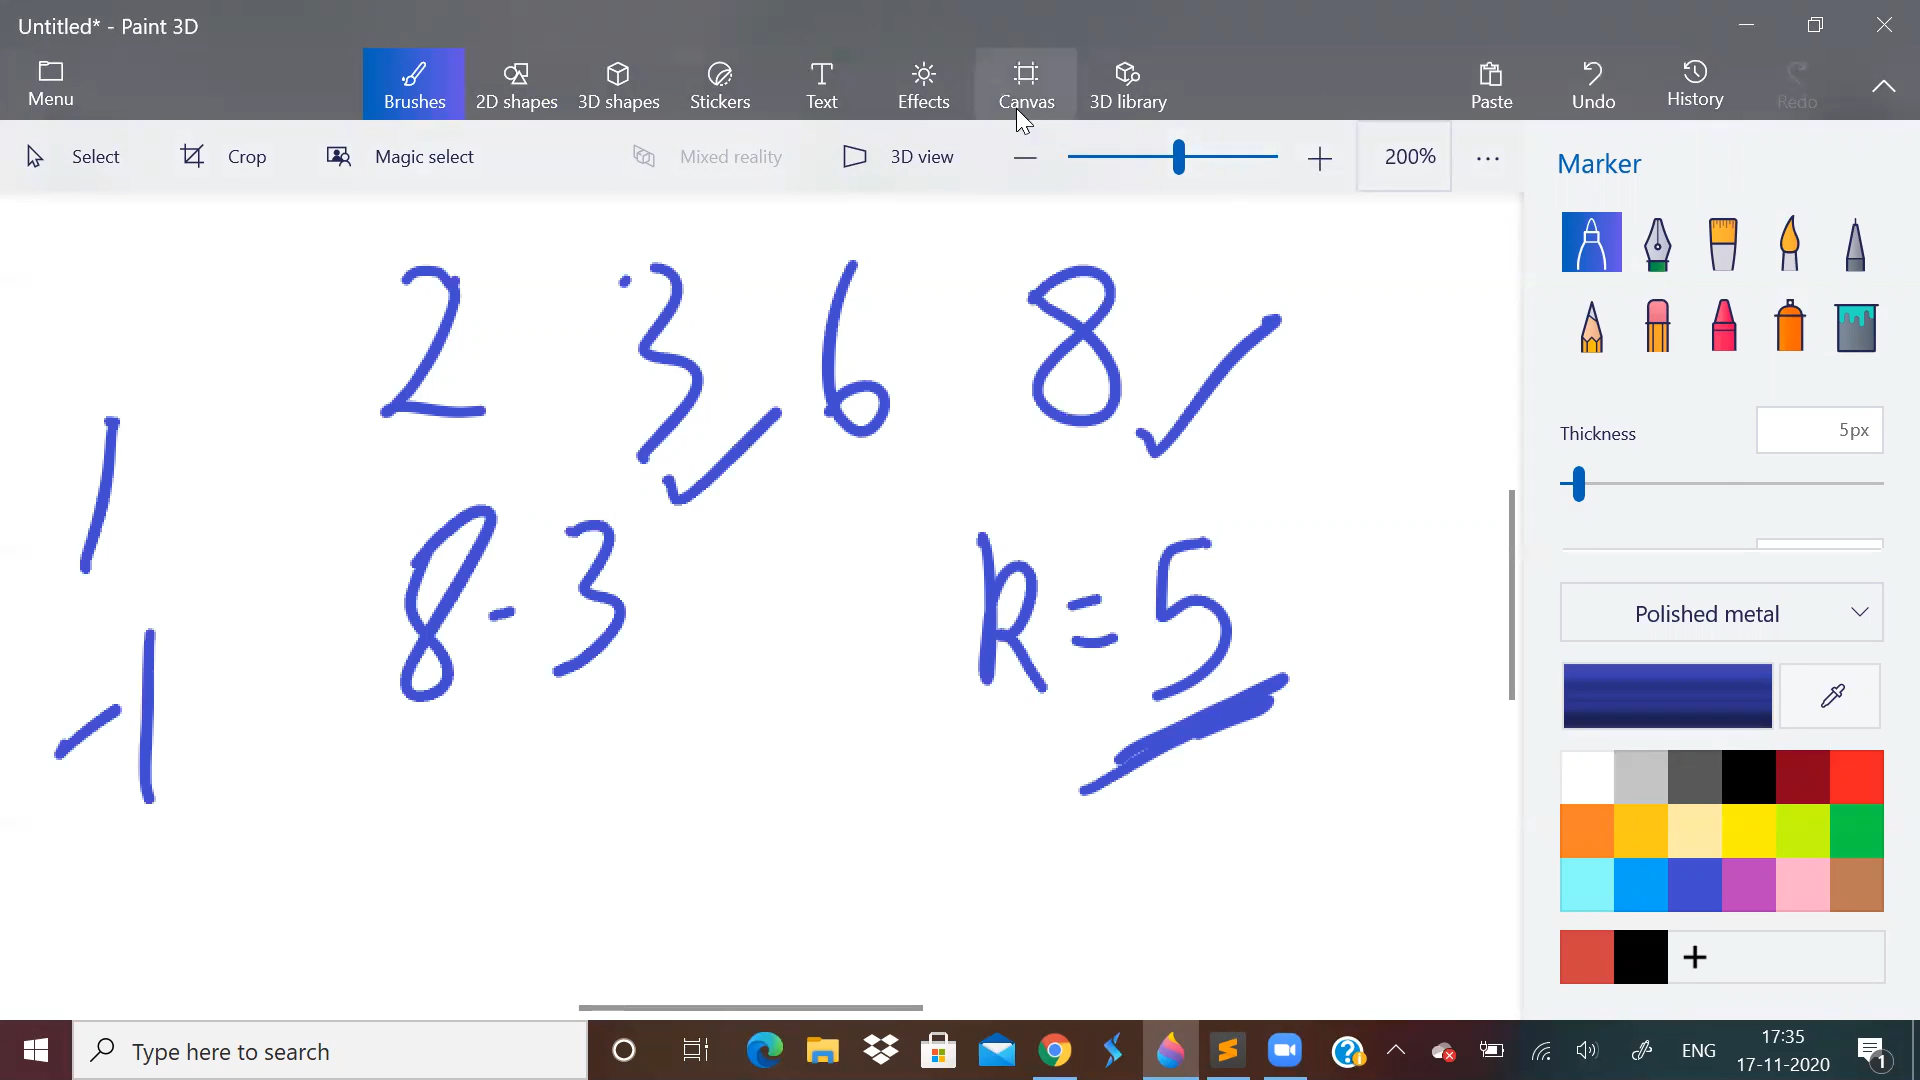 Untitled* - Paint 3D
Menu
Brushes
2D shapes
3D shapes
Stickers
Text
Effects
Canvas
3D library
Paste
Undo
History
Redo
Select
Crop
Magic select
Mixed reality
3D view
200%
Marker
Thickness
5px
Polished metal
2 3 6 8
1
8 - 3
R = 5
-1
Type here to search
ENG
17:35
17-11-2020
1